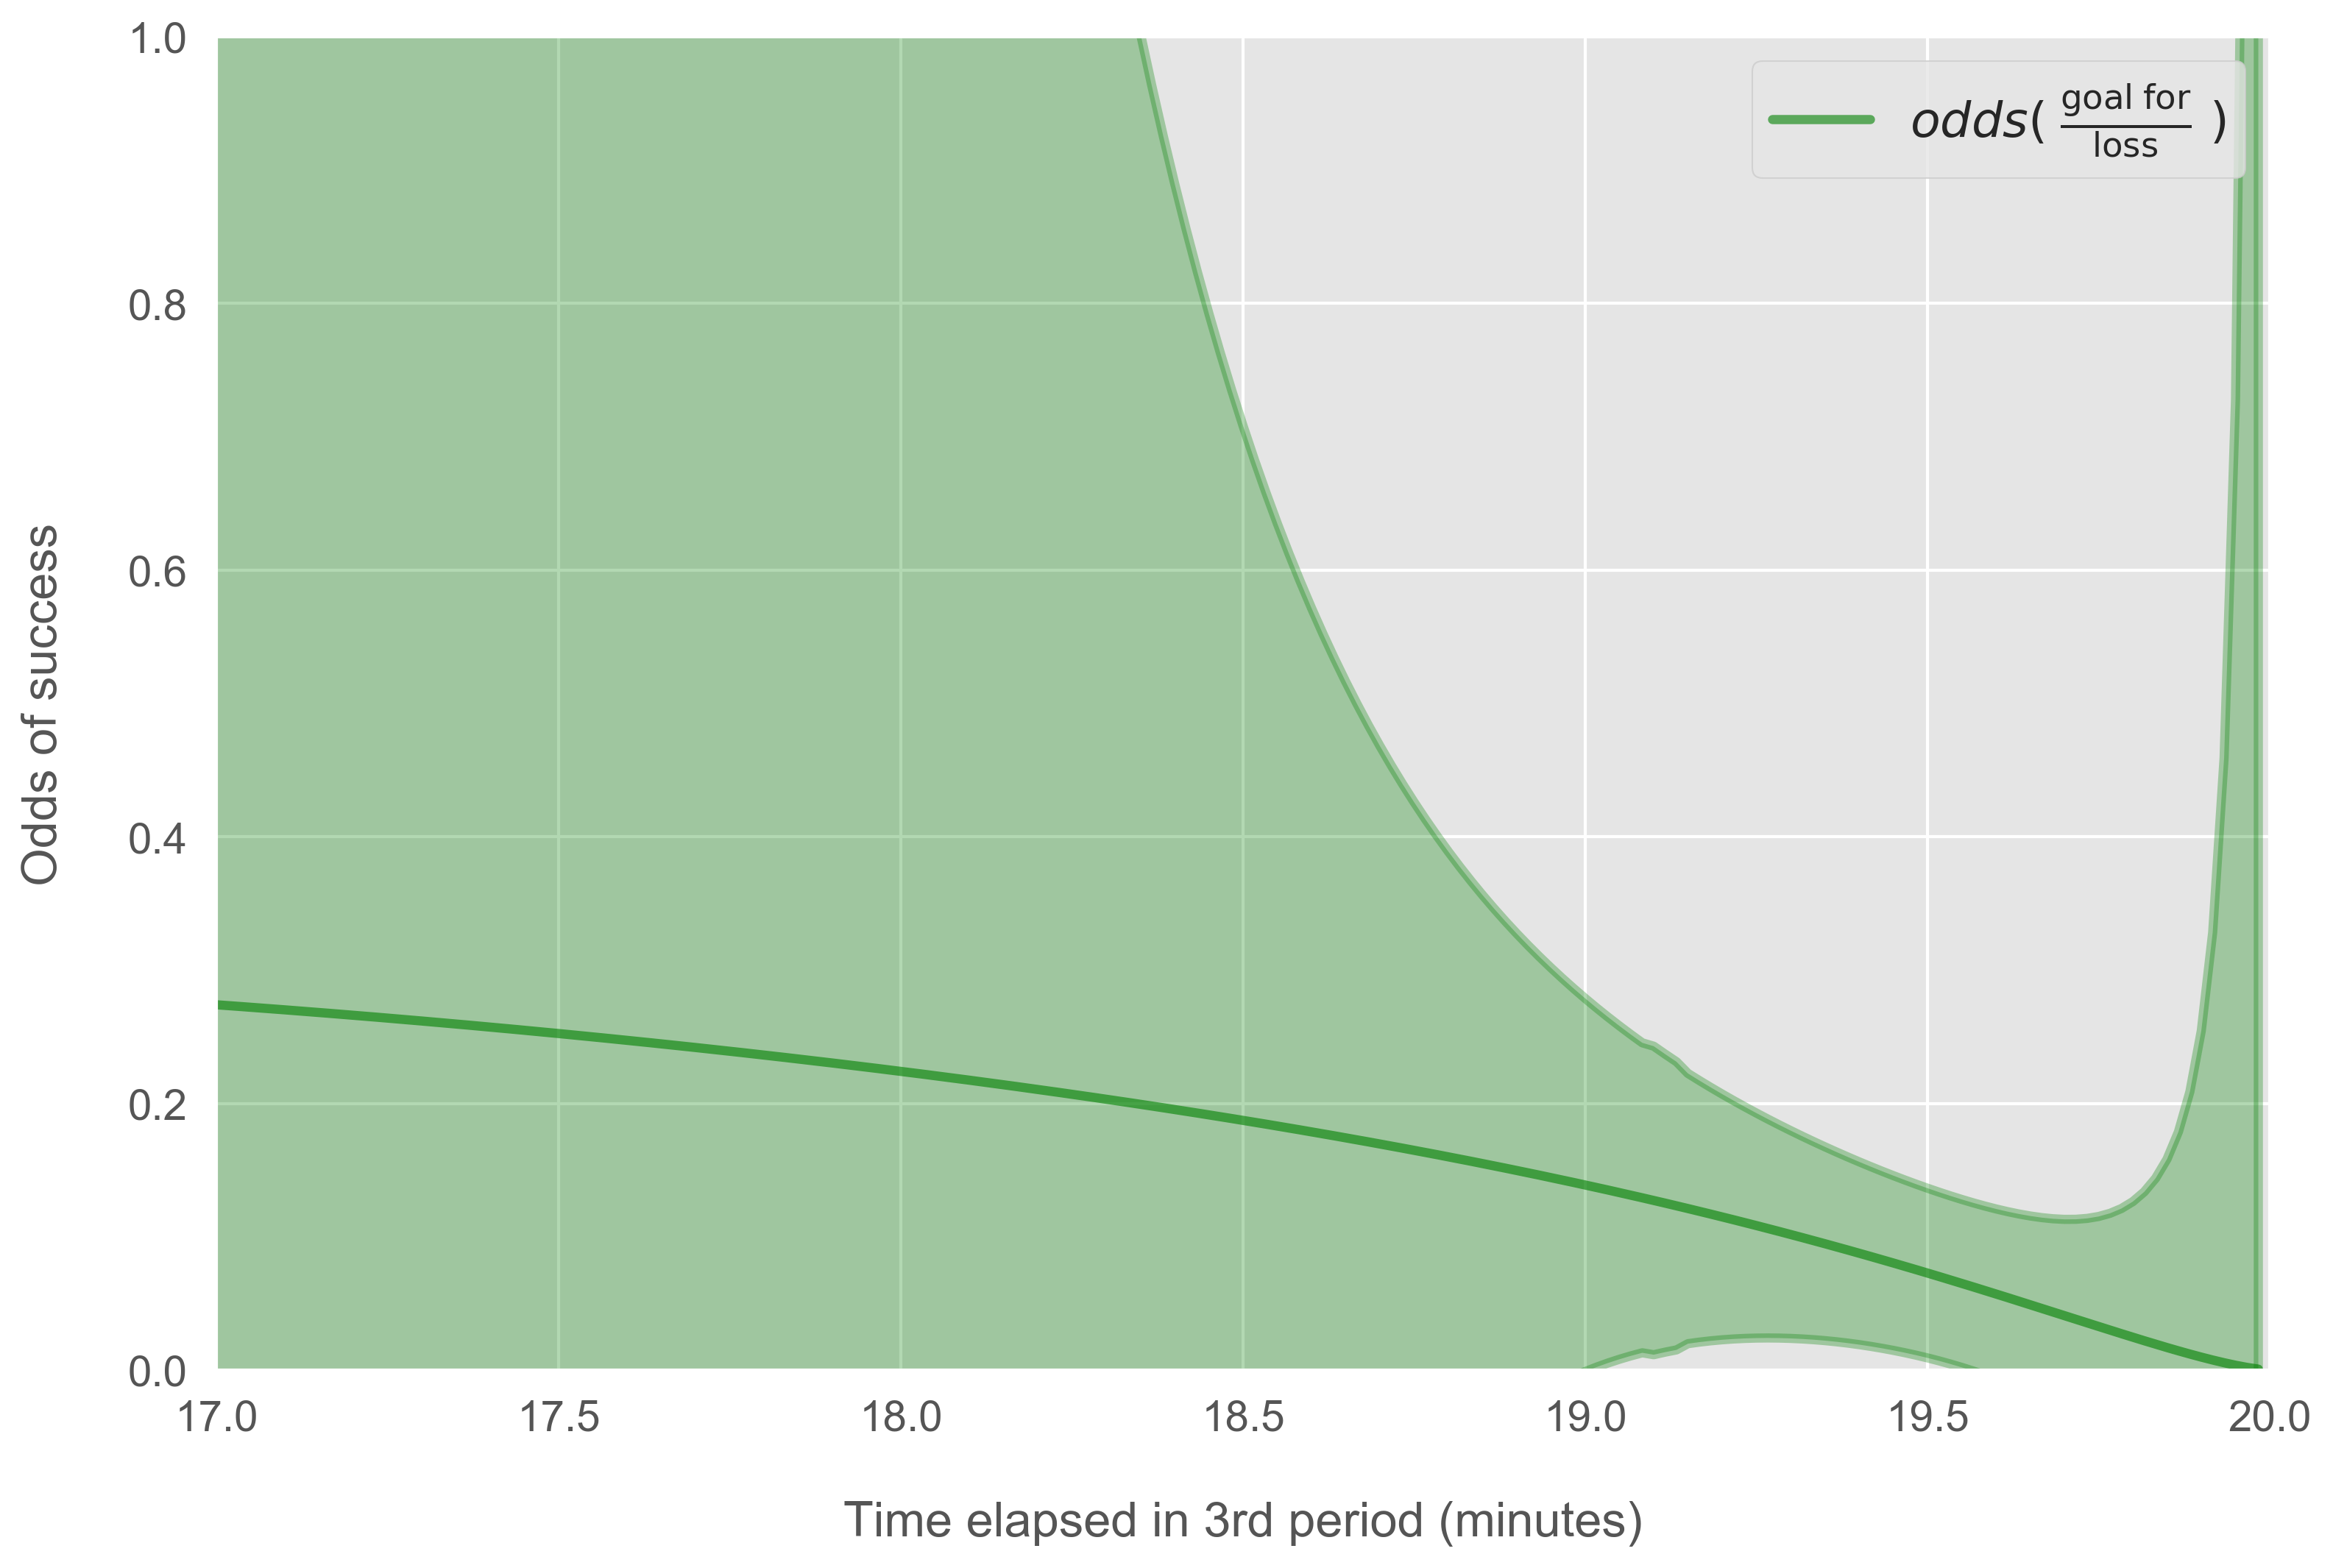 1.0
0.8
0.6
0.4
0.2
0.0
Odds of success
odds( goal for / loss )
17.0 17.5 18.0 18.5 19.0 19.5 20.0
Time elapsed in 3rd period (minutes)